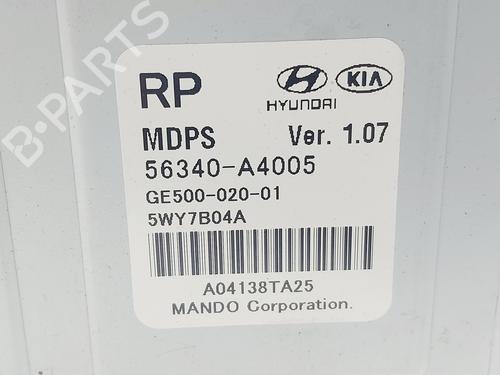 RP HYUNDAI KIA
MDPS Ver. 1.07
56340-A4005
GE500-020-01
5WY7B04A
A04138TA25
MANDO Corporation.
B-PARTS